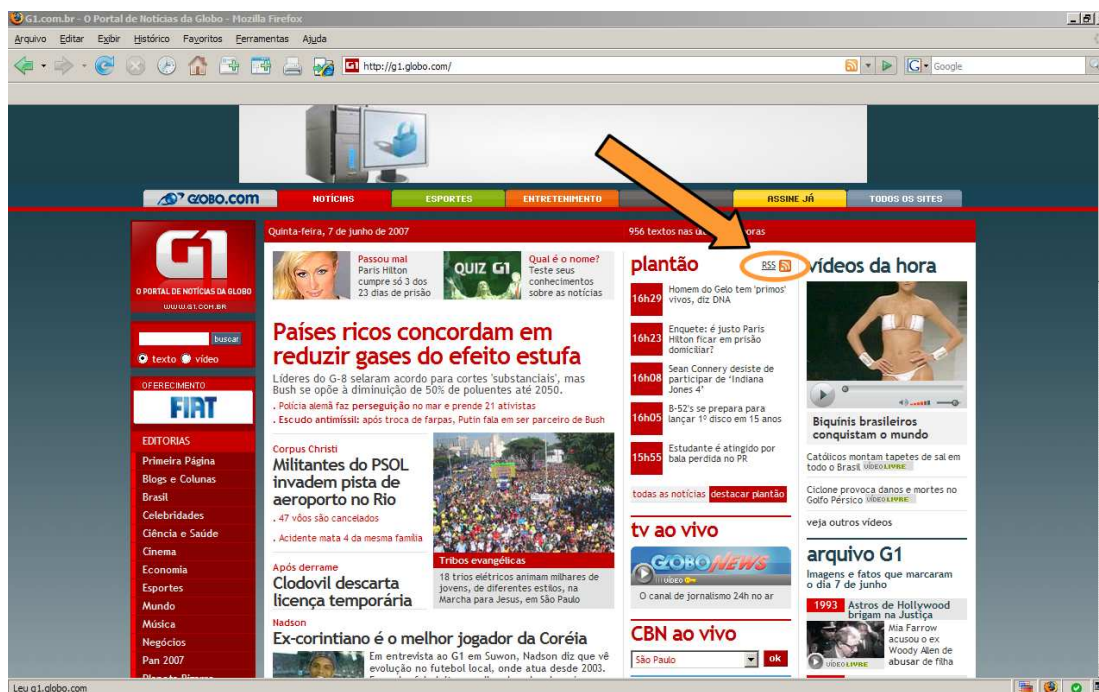 G1.com.br - O Portal de Notícias da Globo - Mozilla Firefox
Arquivo Editar Exibir Histórico Favoritos Ferramentas Ajuda
http://g1.globo.com/
Google
GLOBO.COM
NOTÍCIAS
ESPORTES
ENTRETENIMENTO
ASSINE JÁ
TODOS OS SITES
G1
O PORTAL DE NOTÍCIAS DA GLOBO
WWW.G1.COM.BR
buscar
texto vídeo
OFERECIMENTO
FIAT
EDITORIAS
Primeira Página
Blogs e Colunas
Brasil
Celebridades
Ciência e Saúde
Cinema
Economia
Esportes
Mundo
Música
Negócios
Pan 2007
Quinta-feira, 7 de junho de 2007
956 textos nas
Passou mal
Paris Hilton
cumpre só 3 dos
23 dias de prisão
QUIZ G1
Qual é o nome?
Teste seus
conhecimentos
sobre as notícias
Países ricos concordam em
reduzir gases do efeito estufa
Líderes do G-8 selaram acordo para cortes 'substanciais', mas
Bush se opõe à diminuição de 50% de poluentes até 2050.
. Polícia alemã faz perseguição no mar e prende 21 ativistas
. Escudo antimíssil: após troca de farpas, Putin fala em ser parceiro de Bush
Corpus Christi
Militantes do PSOL
invadem pista de
aeroporto no Rio
. 47 vôos são cancelados
. Acidente mata 4 da mesma família
Tribos evangélicas
18 trios elétricos animam milhares de
jovens, de diferentes estilos, na
Marcha para Jesus, em São Paulo
Após derrame
Clodovil descarta
licença temporária
Nadson
Ex-corintiano é o melhor jogador da Coréia
Em entrevista ao G1 em Suwon, Nadson diz que vê
evolução no futebol local, onde atua desde 2003.
plantão
RSS
16h29 Homem do Gelo tem 'primos'
vivos, diz DNA
16h23 Enquete: é justo Paris
Hilton ficar em prisão
domiciliar?
16h08 Sean Connery desiste de
participar de 'Indiana
Jones 4'
16h05 B-52's se prepara para
lançar 1º disco em 15 anos
15h55 Estudante é atingido por
bala perdida no PR
todas as notícias destacar plantão
tv ao vivo
GLOBO NEWS
VIDEO
O canal de jornalismo 24h no ar
CBN ao vivo
São Paulo ok
vídeos da hora
Biquínis brasileiros
conquistam o mundo
Católicos montam tapetes de sal em
todo o Brasil VÍDEO LIVRE
Ciclone provoca danos e mortes no
Golfo Pérsico VÍDEO LIVRE
veja outros vídeos
arquivo G1
Imagens e fatos que marcaram
o dia 7 de junho
1993 Astros de Hollywood
brigam na Justiça
Mia Farrow
acusou o ex
Woody Alen de
abusar de filha
VÍDEO LIVRE
Leu g1.globo.com